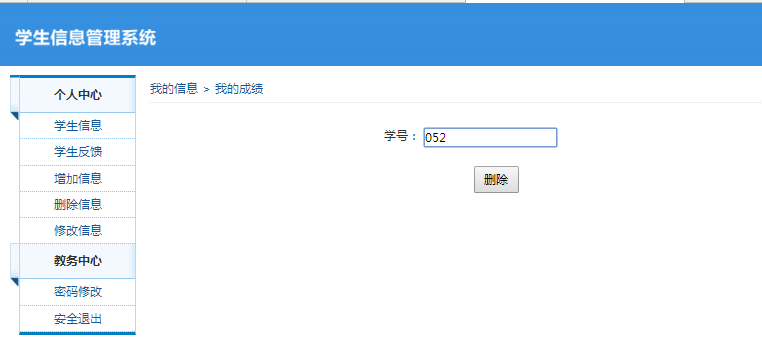 学生信息管理系统
个人中心
学生信息
学生反馈
增加信息
删除信息
修改信息
教务中心
密码修改
安全退出
我的信息 > 我的成绩
学号： 052
删除